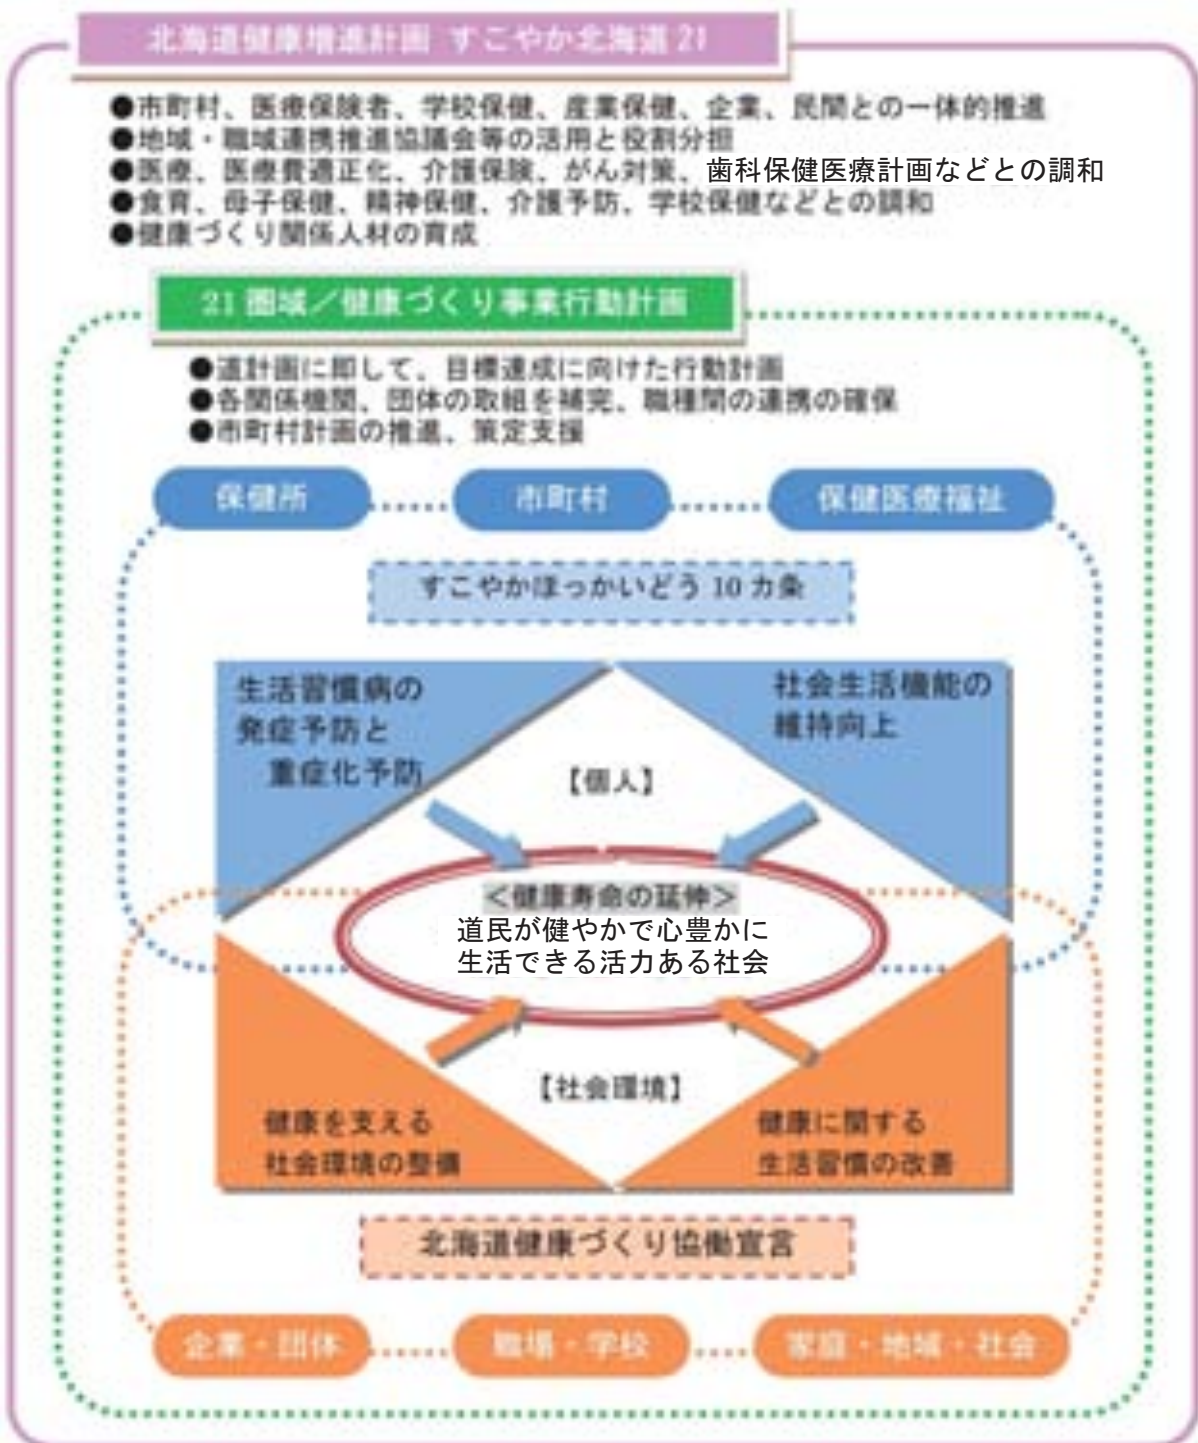 北海道健康増進計画 すこやか北海道21
●市町村、医療保険者、学校保健、産業保健、企業、民間との一体的推進
●地域・職域連携推進協議会等の活用と役割分担
●医療、医療費適正化、介護保険、がん対策、歯科保健医療計画などとの調和
●食育、母子保健、精神保健、介護予防、学校保健などとの調和
●健康づくり関係人材の育成
21圏域／健康づくり事業行動計画
●道計画に即して、目標達成に向けた行動計画
●各関係機関、団体の取組を補完、職種間の連携の確保
●市町村計画の推進、策定支援
保健所
市町村
保健医療福祉
すこやかほっかいどう10カ条
生活習慣病の
発症予防と
重症化予防
社会生活機能の
維持向上
【個人】
＜健康寿命の延伸＞
道民が健やかで心豊かに
生活できる活力ある社会
【社会環境】
健康を支える
社会環境の整備
健康に関する
生活習慣の改善
北海道健康づくり協働宣言
企業・団体
職場・学校
家庭・地域・社会